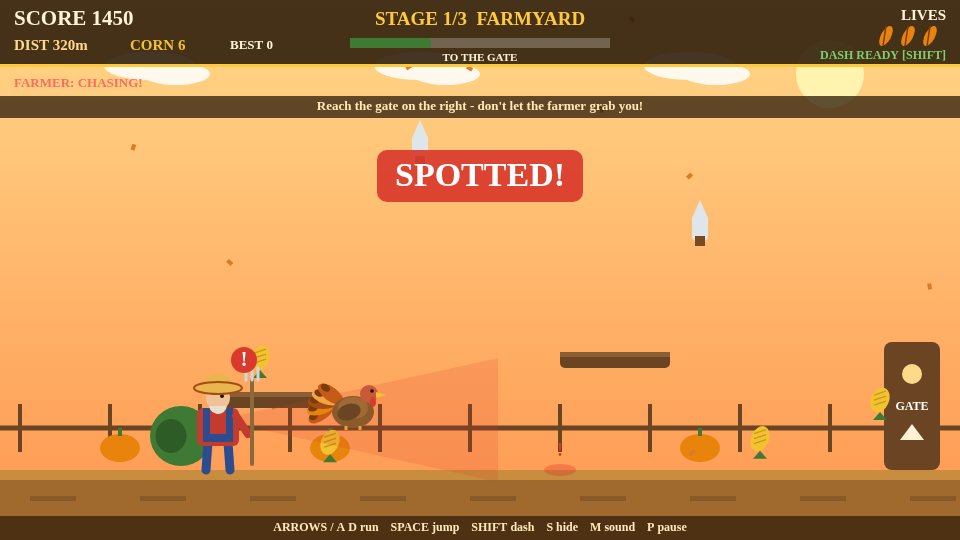 SCORE 1450
STAGE 1/3 FARMYARD
LIVES
DIST 320m
CORN 6
BEST 0
TO THE GATE
DASH READY [SHIFT]
FARMER: CHASING!
Reach the gate on the right - don't let the farmer grab you!
SPOTTED!
!
!
GATE
ARROWS / A D run SPACE jump SHIFT dash S hide M sound P pause